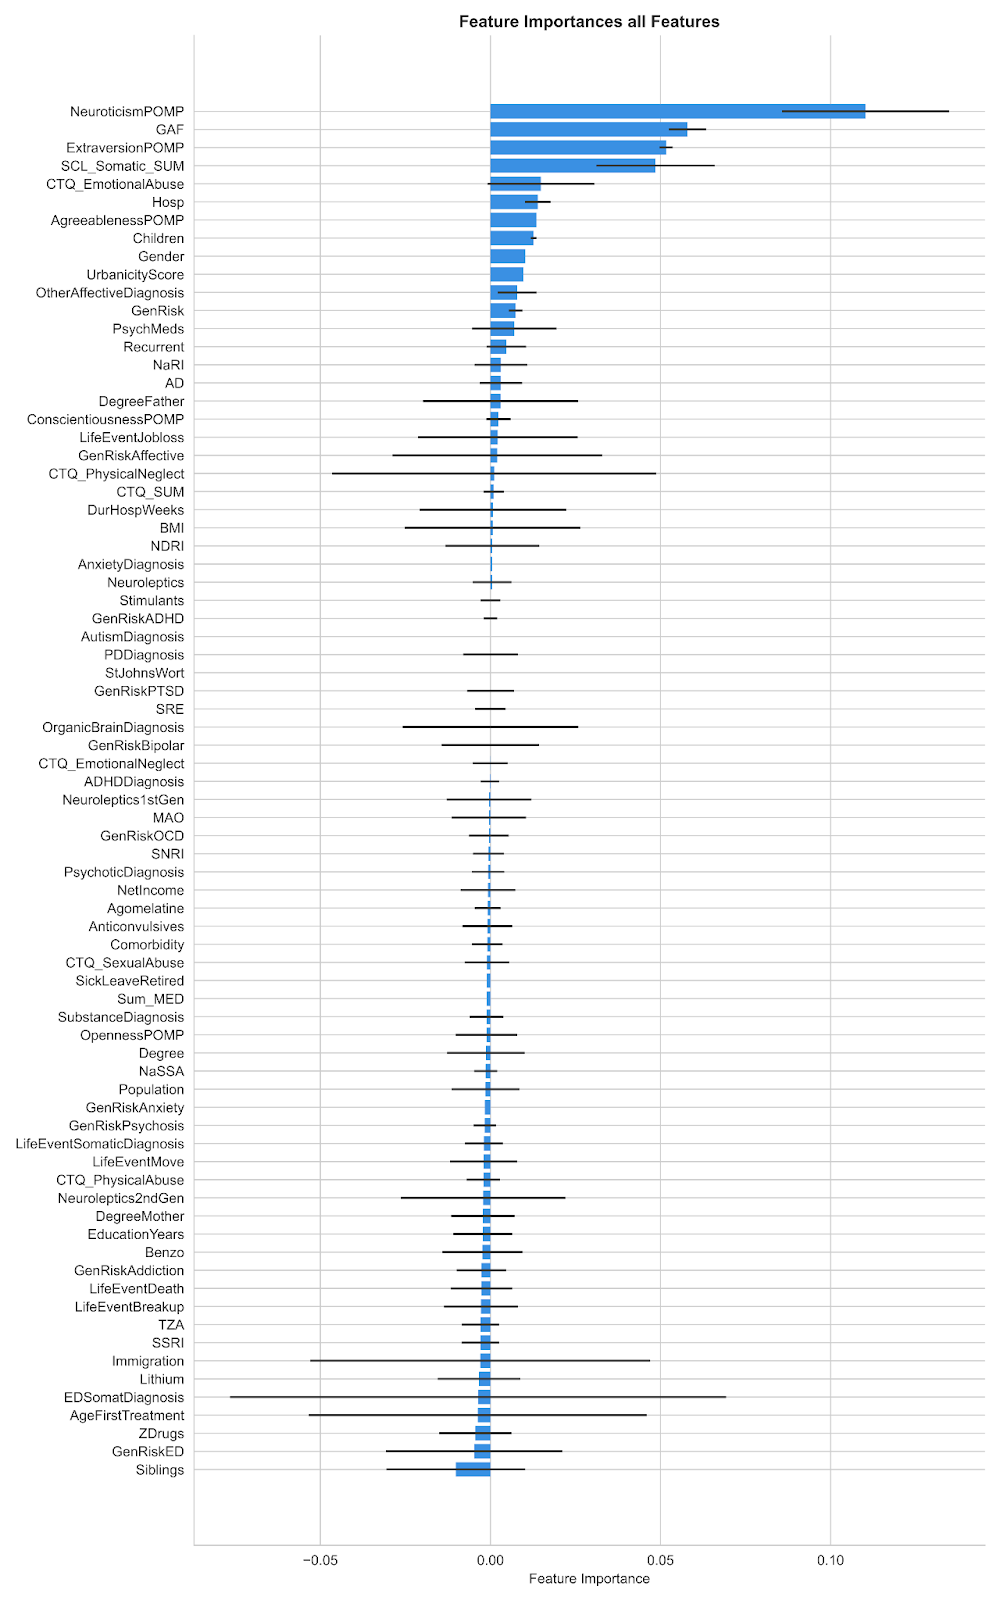 Feature Importances all Features
NeuroticismPOMP
GAF
ExtraversionPOMP
SCL_Somatic_SUM
CTQ_EmotionalAbuse
Hosp
AgreeablenessPOMP
Children
Gender
UrbanicityScore
OtherAffectiveDiagnosis
GenRisk
PsychMeds
Recurrent
NaRI
AD
DegreeFather
ConscientiousnessPOMP
LifeEventJobloss
GenRiskAffective
CTQ_PhysicalNeglect
CTQ_SUM
DurHospWeeks
BMI
NDRI
AnxietyDiagnosis
Neuroleptics
Stimulants
GenRiskADHD
AutismDiagnosis
PDDiagnosis
StJohnsWort
GenRiskPTSD
SRE
OrganicBrainDiagnosis
GenRiskBipolar
CTQ_EmotionalNeglect
ADHDDiagnosis
Neuroleptics1stGen
MAO
GenRiskOCD
SNRI
PsychoticDiagnosis
NetIncome
Agomelatine
Anticonvulsives
Comorbidity
CTQ_SexualAbuse
SickLeaveRetired
Sum_MED
SubstanceDiagnosis
OpennessPOMP
Degree
NaSSA
Population
GenRiskAnxiety
GenRiskPsychosis
LifeEventSomaticDiagnosis
LifeEventMove
CTQ_PhysicalAbuse
Neuroleptics2ndGen
DegreeMother
EducationYears
Benzo
GenRiskAddiction
LifeEventDeath
LifeEventBreakup
TZA
SSRI
Immigration
Lithium
EDSomatDiagnosis
AgeFirstTreatment
ZDrugs
GenRiskED
Siblings
−0.05 0.00 0.05 0.10
Feature Importance